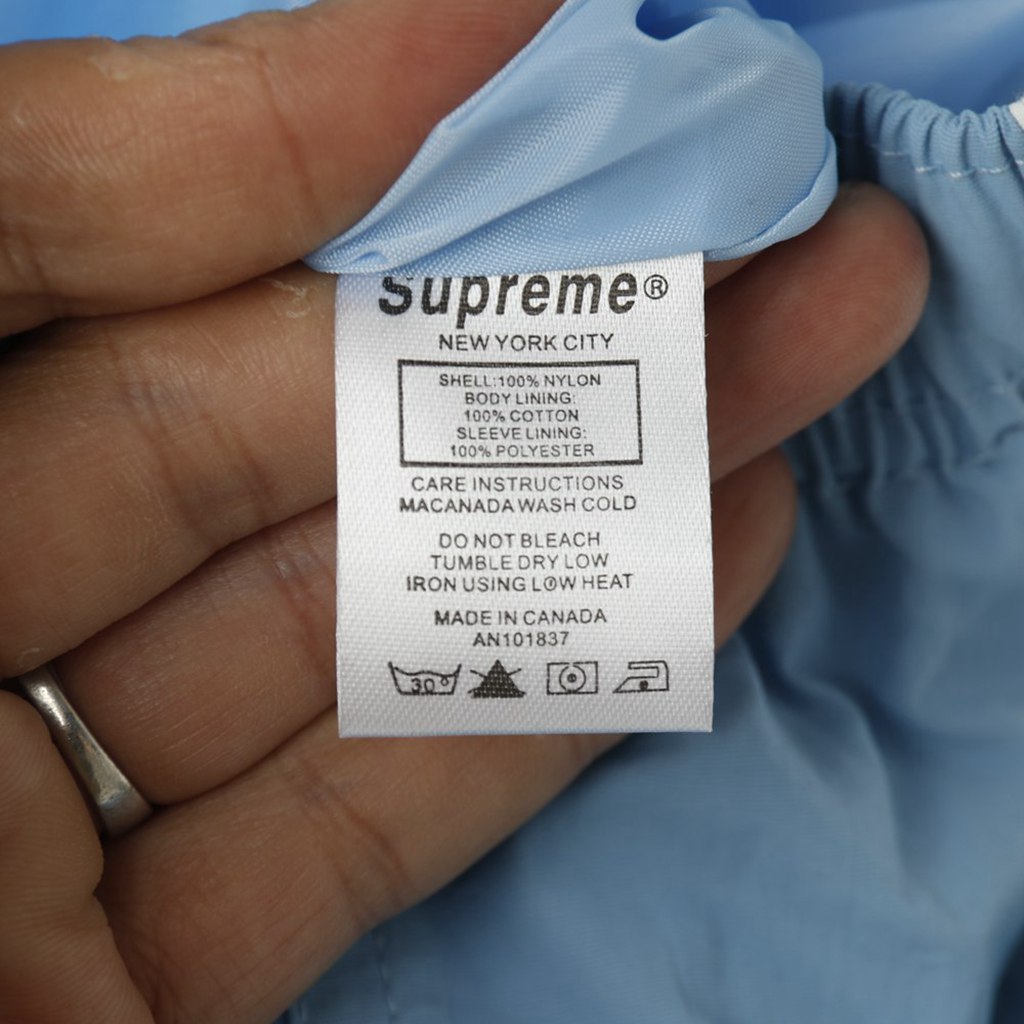 Supreme®
NEW YORK CITY
SHELL:100% NYLON
BODY LINING:
100% COTTON
SLEEVE LINING:
100% POLYESTER
CARE INSTRUCTIONS
MACANADA WASH COLD
DO NOT BLEACH
TUMBLE DRY LOW
IRON USING LOW HEAT
MADE IN CANADA
AN101837
30